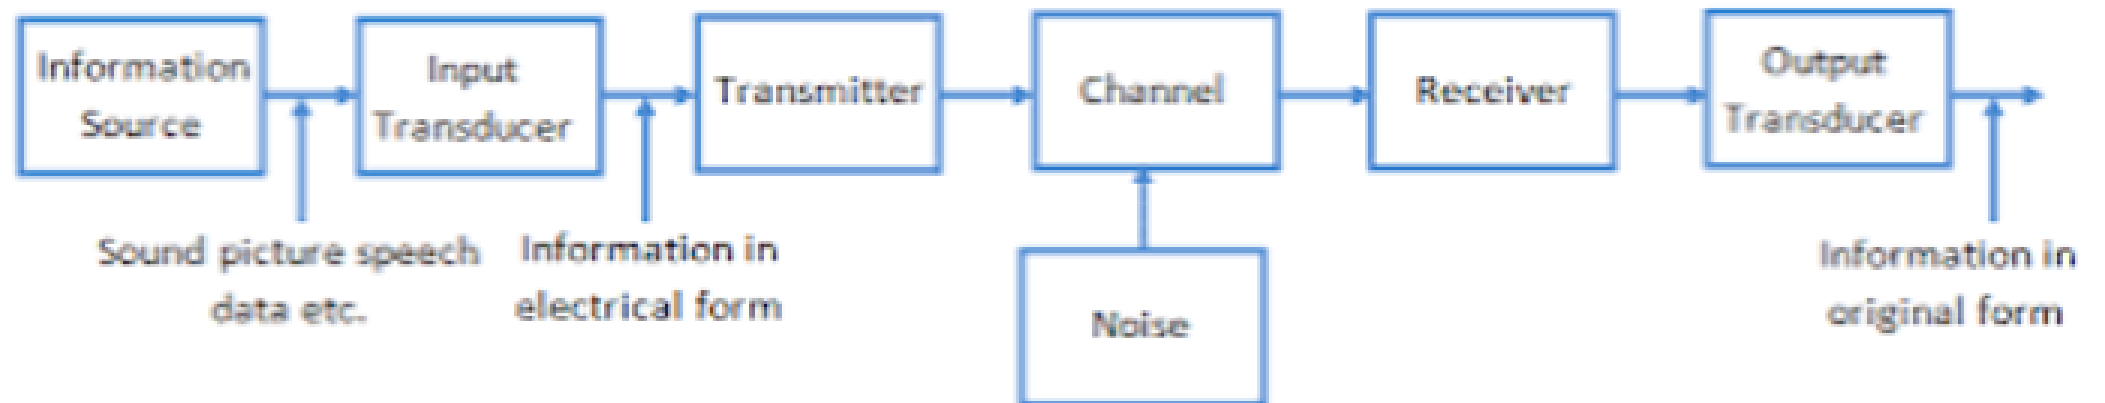 Information
Source
Input
Transducer
Transmitter
Channel
Receiver
Output
Transducer
Sound picture speech
data etc.
Information in
electrical form
Noise
Information in
original form